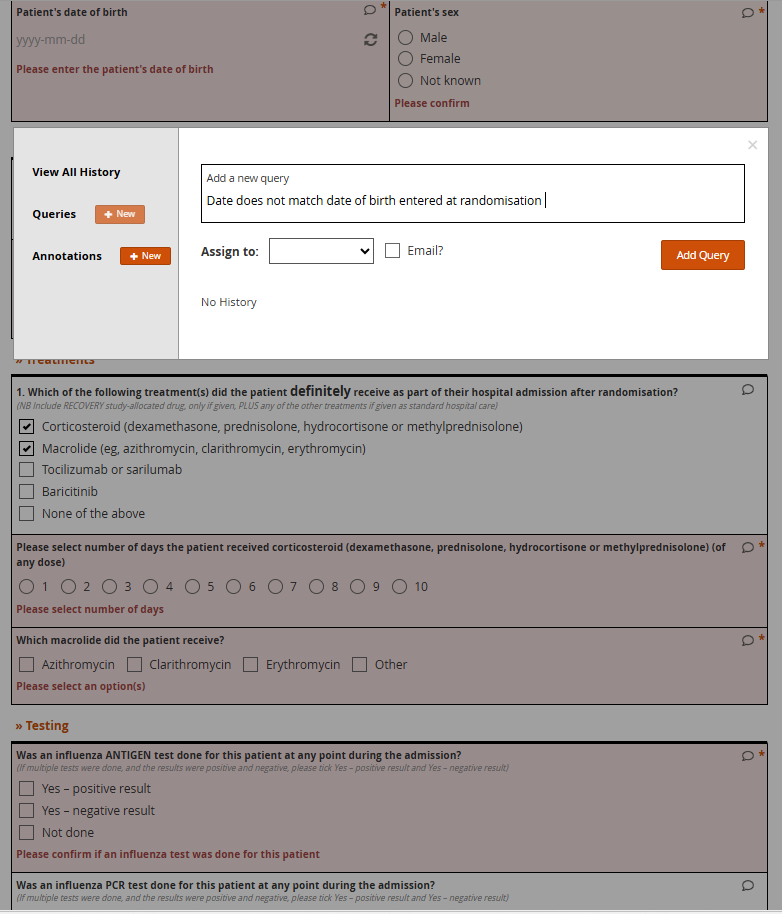 Patient's date of birth
*
yyyy-mm-dd
Please enter the patient's date of birth
Patient's sex
*
Male
Female
Not known
Please confirm
×
View All History
Queries
+ New
Annotations
+ New
Add a new query
Date does not match date of birth entered at randomisation
Assign to:
Email?
Add Query
No History
» Treatments
1. Which of the following treatment(s) did the patient definitely receive as part of their hospital admission after randomisation?
(NB Include RECOVERY study-allocated drug, only if given, PLUS any of the other treatments if given as standard hospital care)
Corticosteroid (dexamethasone, prednisolone, hydrocortisone or methylprednisolone)
Macrolide (eg, azithromycin, clarithromycin, erythromycin)
Tocilizumab or sarilumab
Baricitinib
None of the above
Please select number of days the patient received corticosteroid (dexamethasone, prednisolone, hydrocortisone or methylprednisolone) (of
any dose)
*
1 2 3 4 5 6 7 8 9 10
Please select number of days
Which macrolide did the patient receive?
*
Azithromycin Clarithromycin Erythromycin Other
Please select an option(s)
» Testing
Was an influenza ANTIGEN test done for this patient at any point during the admission?
*
(If multiple tests were done, and the results were positive and negative, please tick Yes – positive result and Yes – negative result)
Yes – positive result
Yes – negative result
Not done
Please confirm if an influenza test was done for this patient
Was an influenza PCR test done for this patient at any point during the admission?
(If multiple tests were done, and the results were positive and negative, please tick Yes – positive result and Yes – negative result)